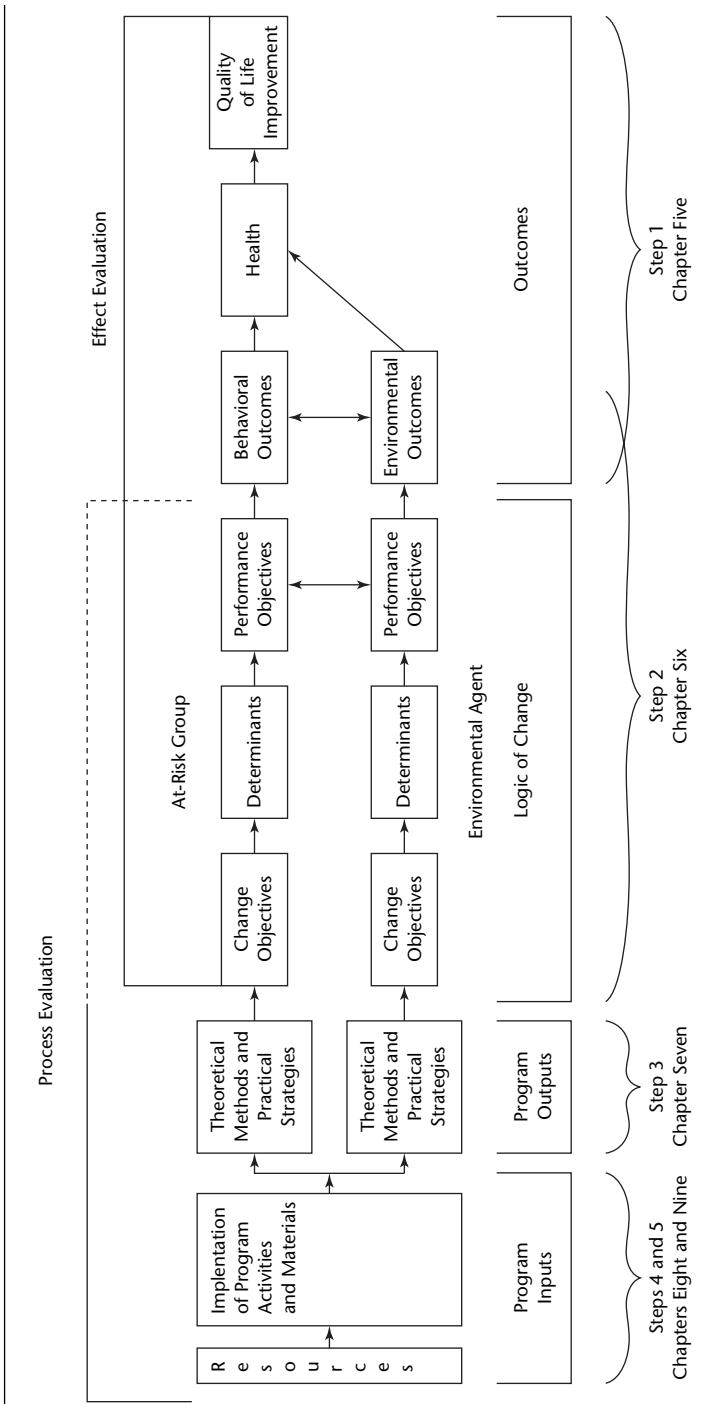 Process Evaluation
Effect Evaluation
At-Risk Group
Resources
Implentation
of Program
Activities
and Materials
Theoretical
Methods and
Practical
Strategies
Change
Objectives
Determinants
Performance
Objectives
Behavioral
Outcomes
Health
Quality
of Life
Improvement
Theoretical
Methods and
Practical
Strategies
Change
Objectives
Determinants
Performance
Objectives
Environmental
Outcomes
Environmental Agent
Program
Inputs
Program
Outputs
Logic of Change
Outcomes
Steps 4 and 5
Chapters Eight and Nine
Step 3
Chapter Seven
Step 2
Chapter Six
Step 1
Chapter Five